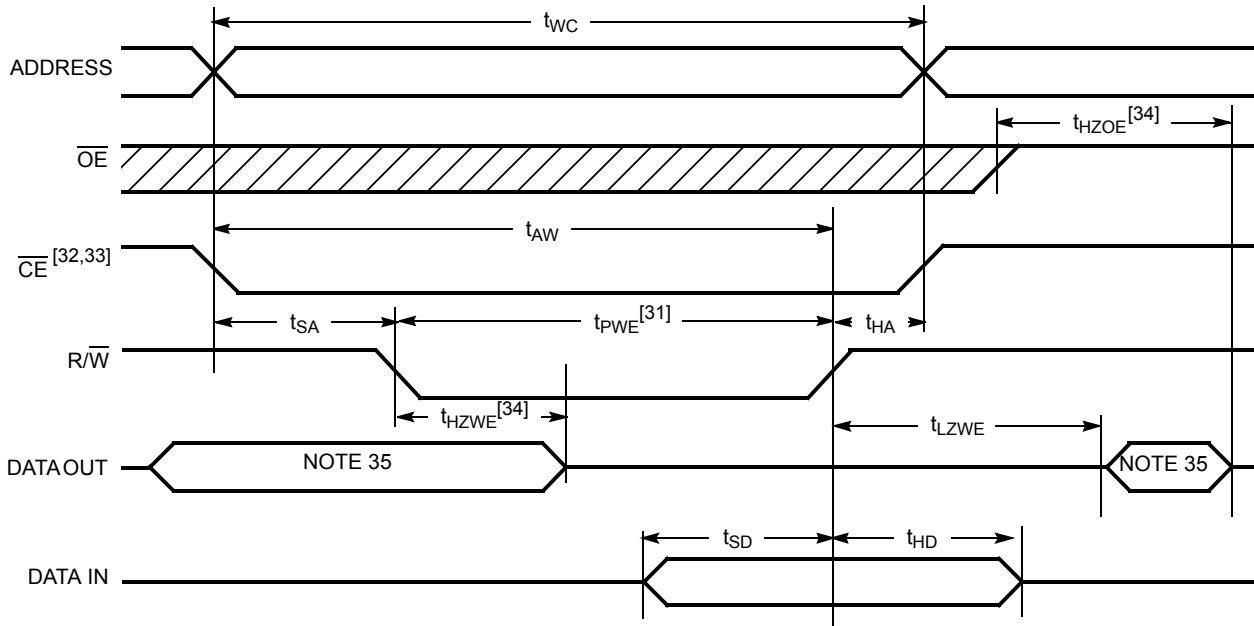 tWC
ADDRESS
tHZOE[34]
OE
tAW
CE [32,33]
tSA
tPWE[31]
tHA
R/W
tHZWE[34]
tLZWE
DATA OUT
NOTE 35
NOTE 35
tSD
tHD
DATA IN